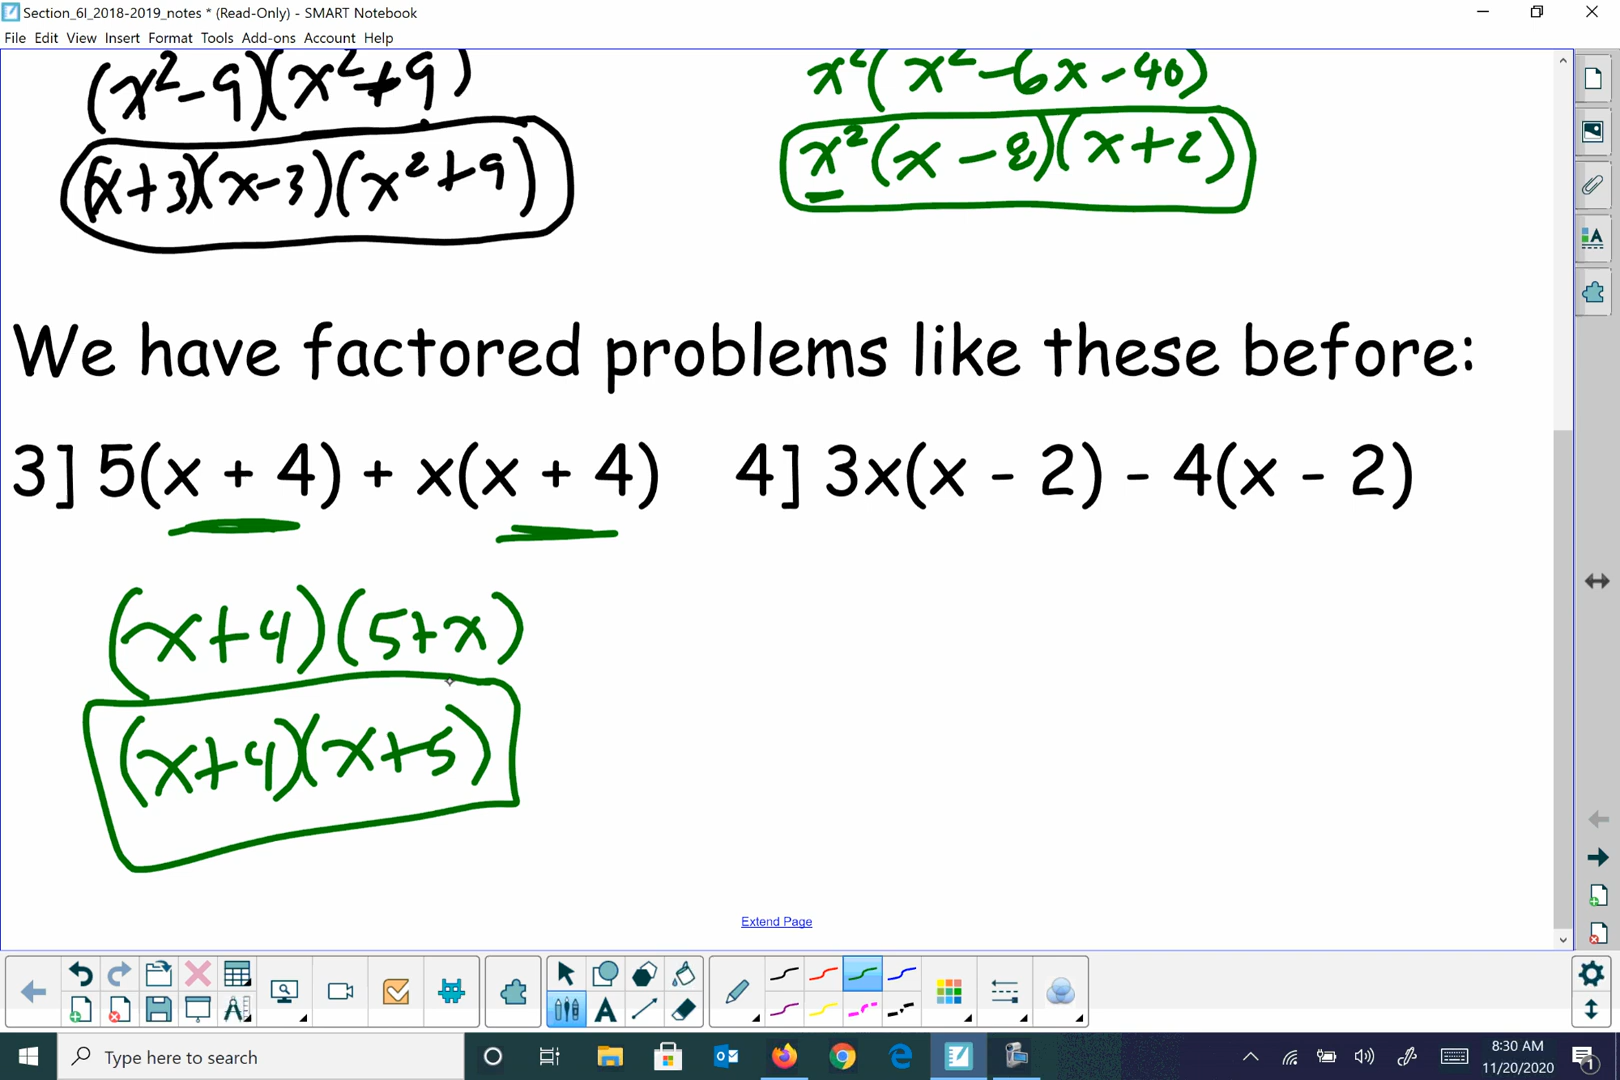 Section_6I_2018-2019_notes * (Read-Only) - SMART Notebook
File Edit View Insert Format Tools Add-ons Account Help
(x²-9)(x²+9)
(x+3)(x-3)(x²+9)
x²(x²-6x-40)
x²(x-8)(x+2)
We have factored problems like these before:
3] 5(x + 4) + x(x + 4)
4] 3x(x - 2) - 4(x - 2)
(x+4)(5+x)
(x+4)(x+5)
Extend Page
Type here to search
8:30 AM
11/20/2020